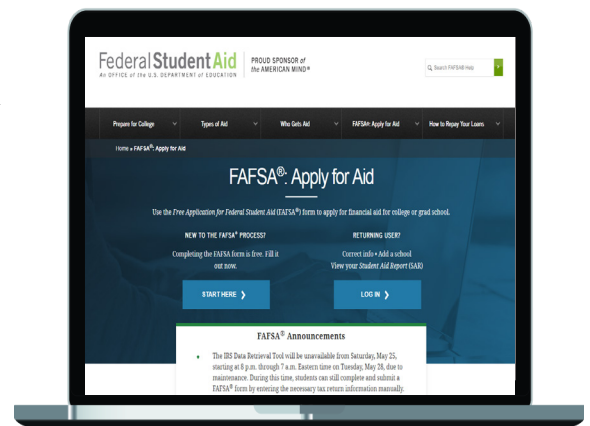 Federal Student Aid
An OFFICE of the U.S. DEPARTMENT of EDUCATION
PROUD SPONSOR of
the AMERICAN MIND®
Search FAFSA® Help
Prepare for College
Types of Aid
Who Gets Aid
FAFSA®: Apply for Aid
How to Repay Your Loans
Home » FAFSA®: Apply for Aid
FAFSA®: Apply for Aid
Use the Free Application for Federal Student Aid (FAFSA®) form to apply for financial aid for college or grad school.
NEW TO THE FAFSA® PROCESS?
Completing the FAFSA form is free. Fill it
out now.
START HERE ❯
RETURNING USER?
Correct info • Add a school
View your Student Aid Report (SAR)
LOG IN ❯
FAFSA® Announcements
• The IRS Data Retrieval Tool will be unavailable from Saturday, May 25,
starting at 8 p.m. through 7 a.m. Eastern time on Tuesday, May 28, due to
maintenance. During this time, students can still complete and submit a
FAFSA® form by entering the necessary tax return information manually.